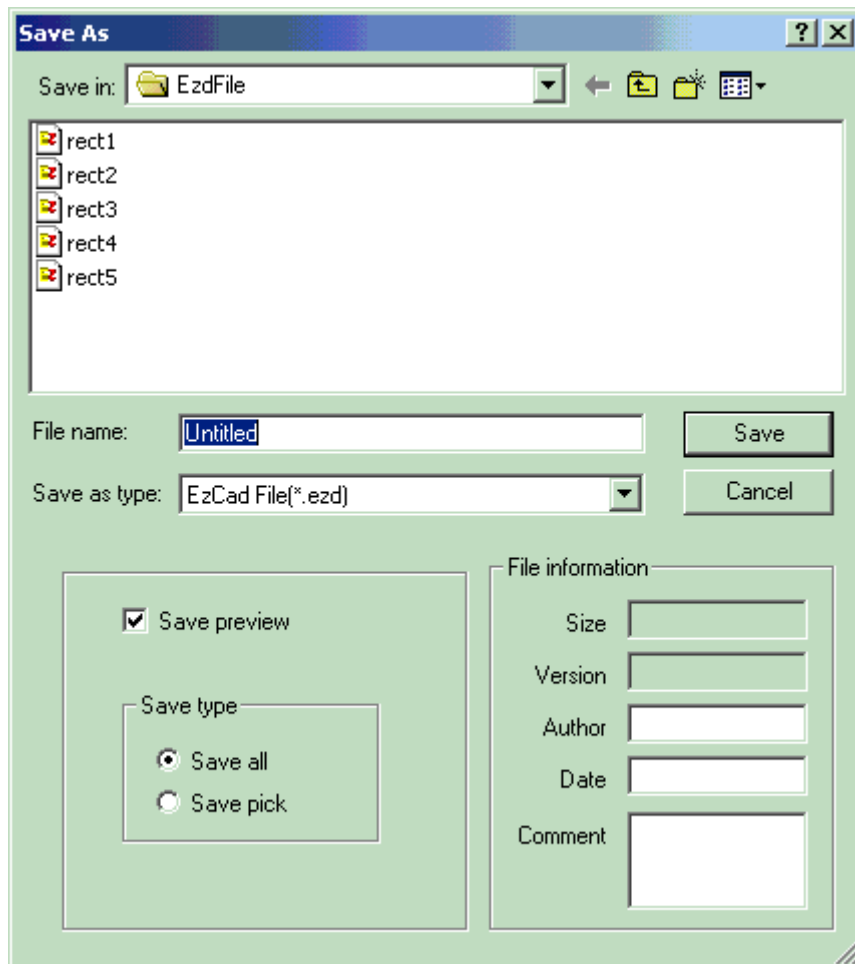 Save As
Save in: EzdFile
rect1
rect2
rect3
rect4
rect5
File name: Untitled Save
Save as type: EzCad File(*.ezd) Cancel
Save preview
Save type
Save all
Save pick
File information
Size
Version
Author
Date
Comment